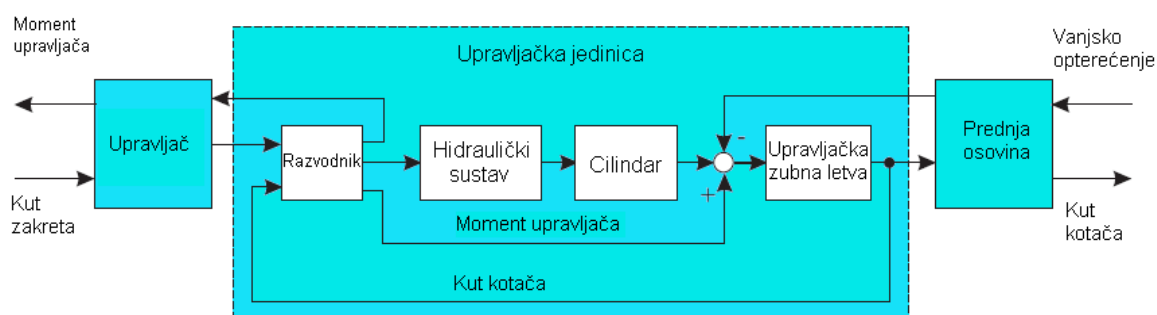 Moment
upravljača
Upravljačka jedinica
Vanjsko
opterećenje
Upravljač
Razvodnik
Hidraulički
sustav
Cilindar
-
+
Upravljačka
zubna letva
Prednja
osovina
Kut
zakreta
Moment upravljača
Kut kotača
Kut
kotača